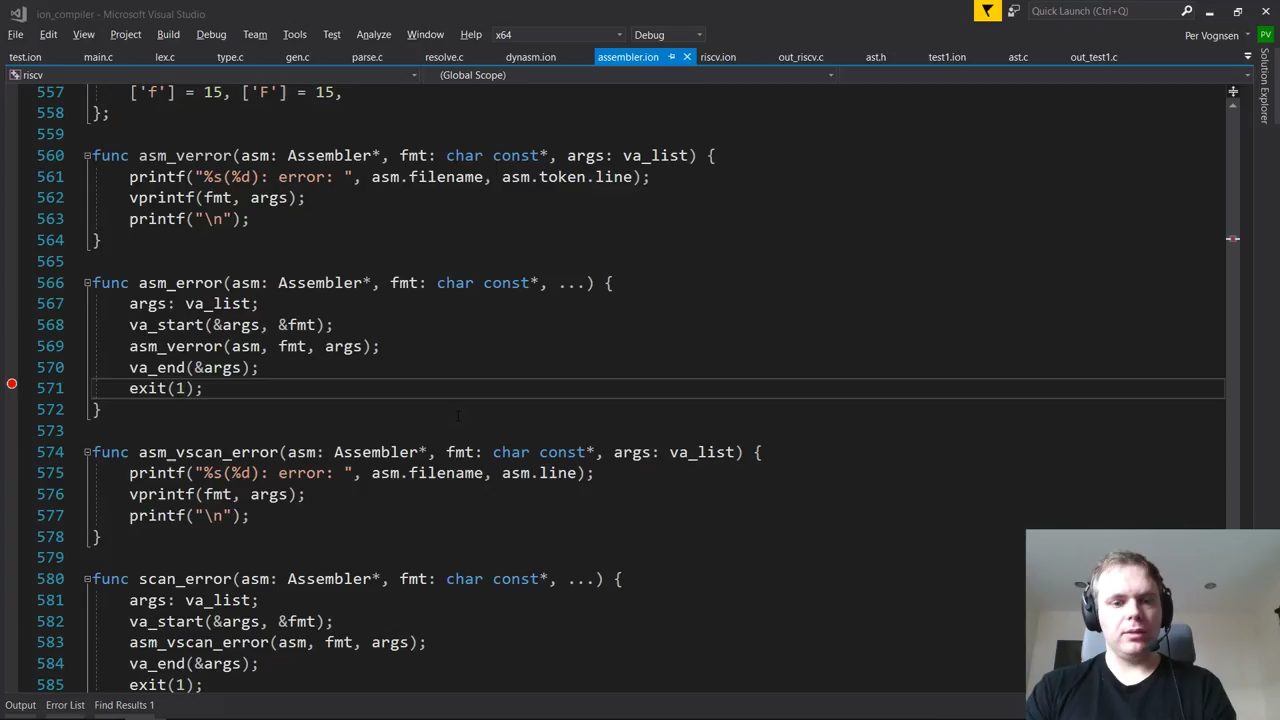 ion_compiler - Microsoft Visual Studio
Quick Launch (Ctrl+Q)
File Edit View Project Build Debug Team Tools Test Analyze Window Help x64 Debug Per Vognsen PV
test.ion main.c lex.c type.c gen.c parse.c resolve.c dynasm.ion assembler.ion riscv.ion out_riscv.c ast.h test1.ion ast.c out_test1.c
riscv (Global Scope)
Solution Explorer
557 ['f'] = 15, ['F'] = 15,
558 };
559
560 func asm_verror(asm: Assembler*, fmt: char const*, args: va_list) {
561 printf("%s(%d): error: ", asm.filename, asm.token.line);
562 vprintf(fmt, args);
563 printf("\n");
564 }
565
566 func asm_error(asm: Assembler*, fmt: char const*, ...) {
567 args: va_list;
568 va_start(&args, &fmt);
569 asm_verror(asm, fmt, args);
570 va_end(&args);
571 exit(1);
572 }
573
574 func asm_vscan_error(asm: Assembler*, fmt: char const*, args: va_list) {
575 printf("%s(%d): error: ", asm.filename, asm.line);
576 vprintf(fmt, args);
577 printf("\n");
578 }
579
580 func scan_error(asm: Assembler*, fmt: char const*, ...) {
581 args: va_list;
582 va_start(&args, &fmt);
583 asm_vscan_error(asm, fmt, args);
584 va_end(&args);
585 exit(1);
Output Error List Find Results 1